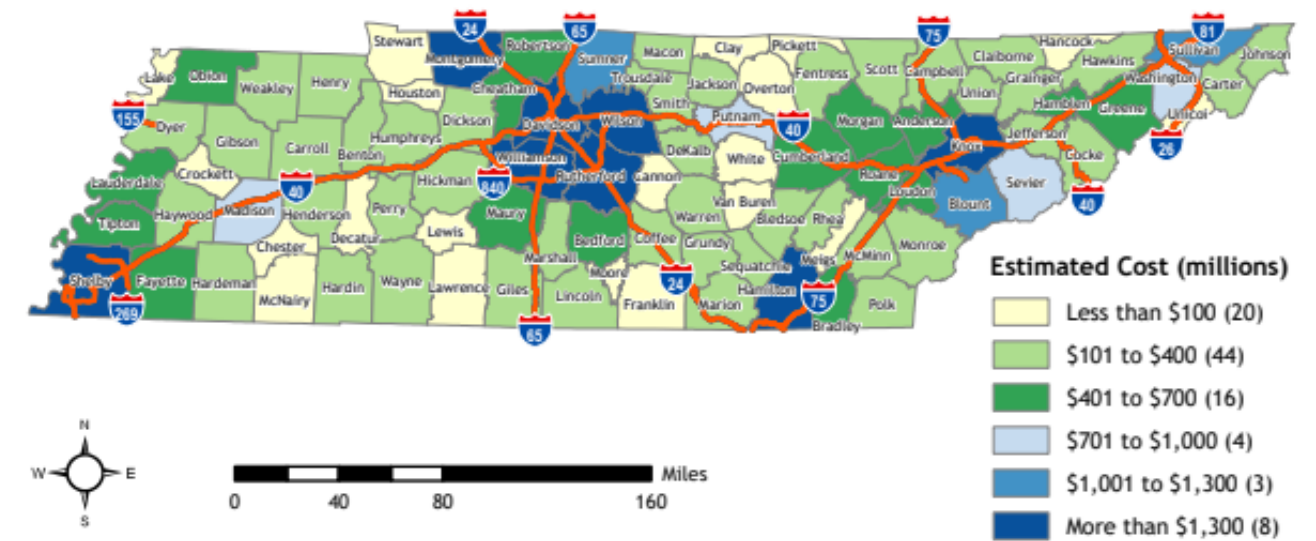 24
65
75
81
Stewart
Montgomery
Robertson
Sumner
Macon
Clay
Pickett
Scott
Campbell
Claiborne
Hancock
Hawkins
Sullivan
Johnson
Lake
Obion
Weakley
Henry
Houston
Cheatham
Trousdale
Jackson
Overton
Fentress
Union
Grainger
Washington
Carter
155
Dyer
Gibson
Carroll
Benton
Humphreys
Dickson
Davidson
Wilson
Smith
Putnam
40
Morgan
Anderson
Knox
Hamblen
Jefferson
Greene
Unicoi
26
Crockett
Lauderdale
Madison
40
Henderson
Hickman
840
Williamson
Rutherford
Cannon
DeKalb
White
Cumberland
Roane
Loudon
Blount
Sevier
Cocke
40
Tipton
Haywood
Chester
Decatur
Perry
Lewis
Maury
Bedford
Coffee
Warren
Van Buren
Bledsoe
Rhea
McMinn
Monroe
Shelby
269
Fayette
Hardeman
McNairy
Hardin
Wayne
Lawrence
Giles
Marshall
Lincoln
Moore
Franklin
24
Grundy
Sequatchie
Marion
Hamilton
Meigs
75
Bradley
Polk
65
Estimated Cost (millions)
Less than $100 (20)
$101 to $400 (44)
$401 to $700 (16)
$701 to $1,000 (4)
$1,001 to $1,300 (3)
More than $1,300 (8)
N
W E
S
Miles
0 40 80 160